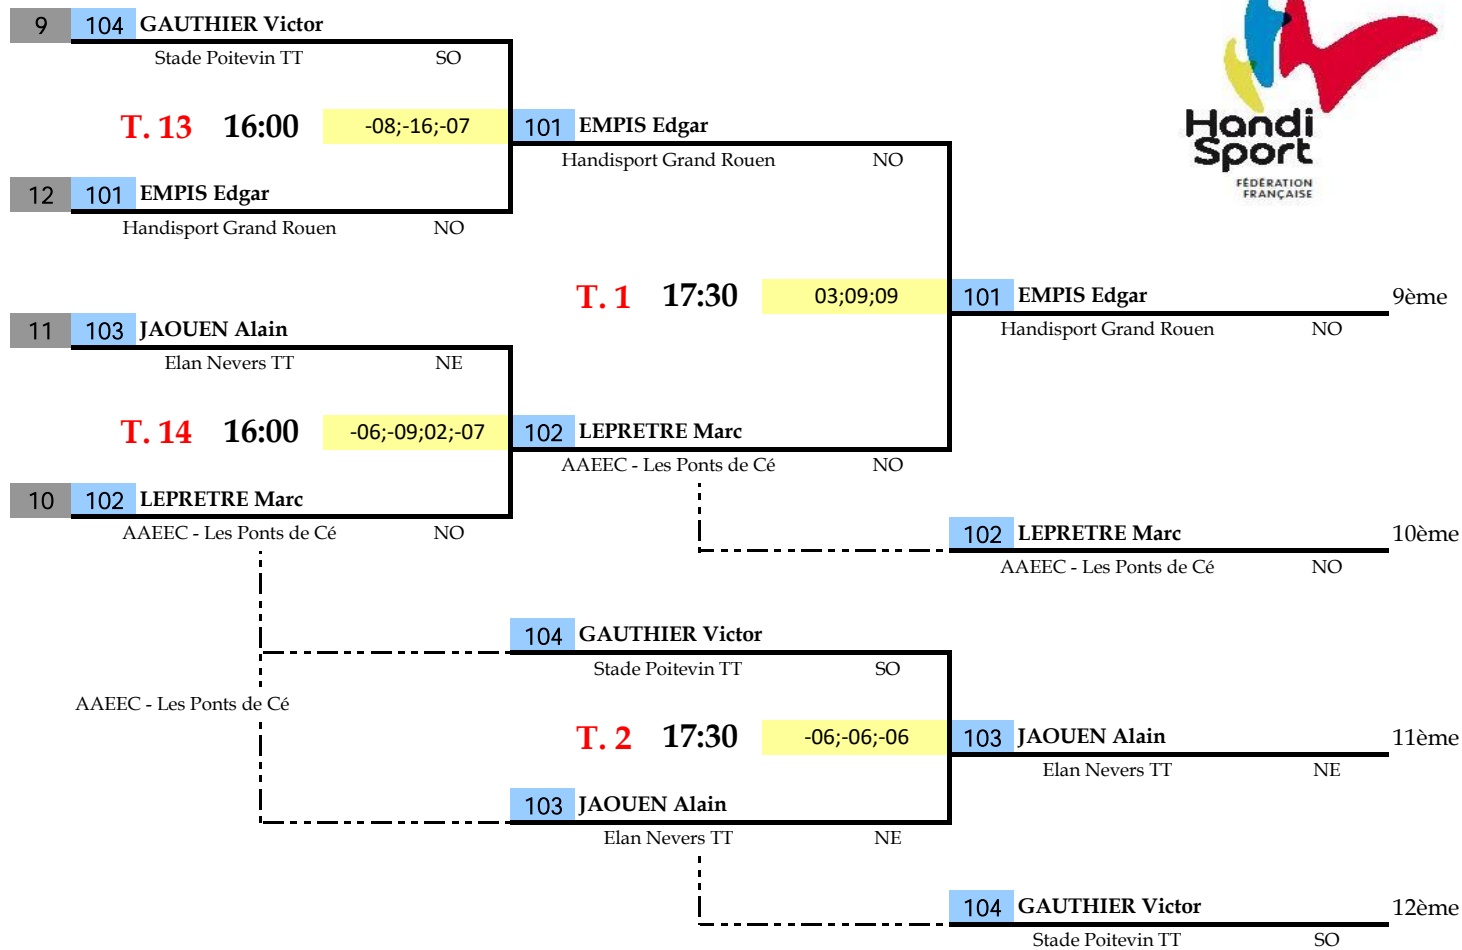 9 104 GAUTHIER Victor
Stade Poitevin TT SO
T. 13 16:00 -08;-16;-07 101 EMPIS Edgar
Handisport Grand Rouen NO
Handi
Sport
FÉDÉRATION
FRANÇAISE
12 101 EMPIS Edgar
Handisport Grand Rouen NO
T. 1 17:30 03;09;09 101 EMPIS Edgar 9ème
Handisport Grand Rouen NO
11 103 JAOUEN Alain
Elan Nevers TT NE
T. 14 16:00 -06;-09;02;-07 102 LEPRETRE Marc
AAEEC - Les Ponts de Cé NO
10 102 LEPRETRE Marc
AAEEC - Les Ponts de Cé NO
102 LEPRETRE Marc 10ème
AAEEC - Les Ponts de Cé NO
104 GAUTHIER Victor
Stade Poitevin TT SO
AAEEC - Les Ponts de Cé
T. 2 17:30 -06;-06;-06 103 JAOUEN Alain 11ème
Elan Nevers TT NE
103 JAOUEN Alain
Elan Nevers TT NE
104 GAUTHIER Victor 12ème
Stade Poitevin TT SO